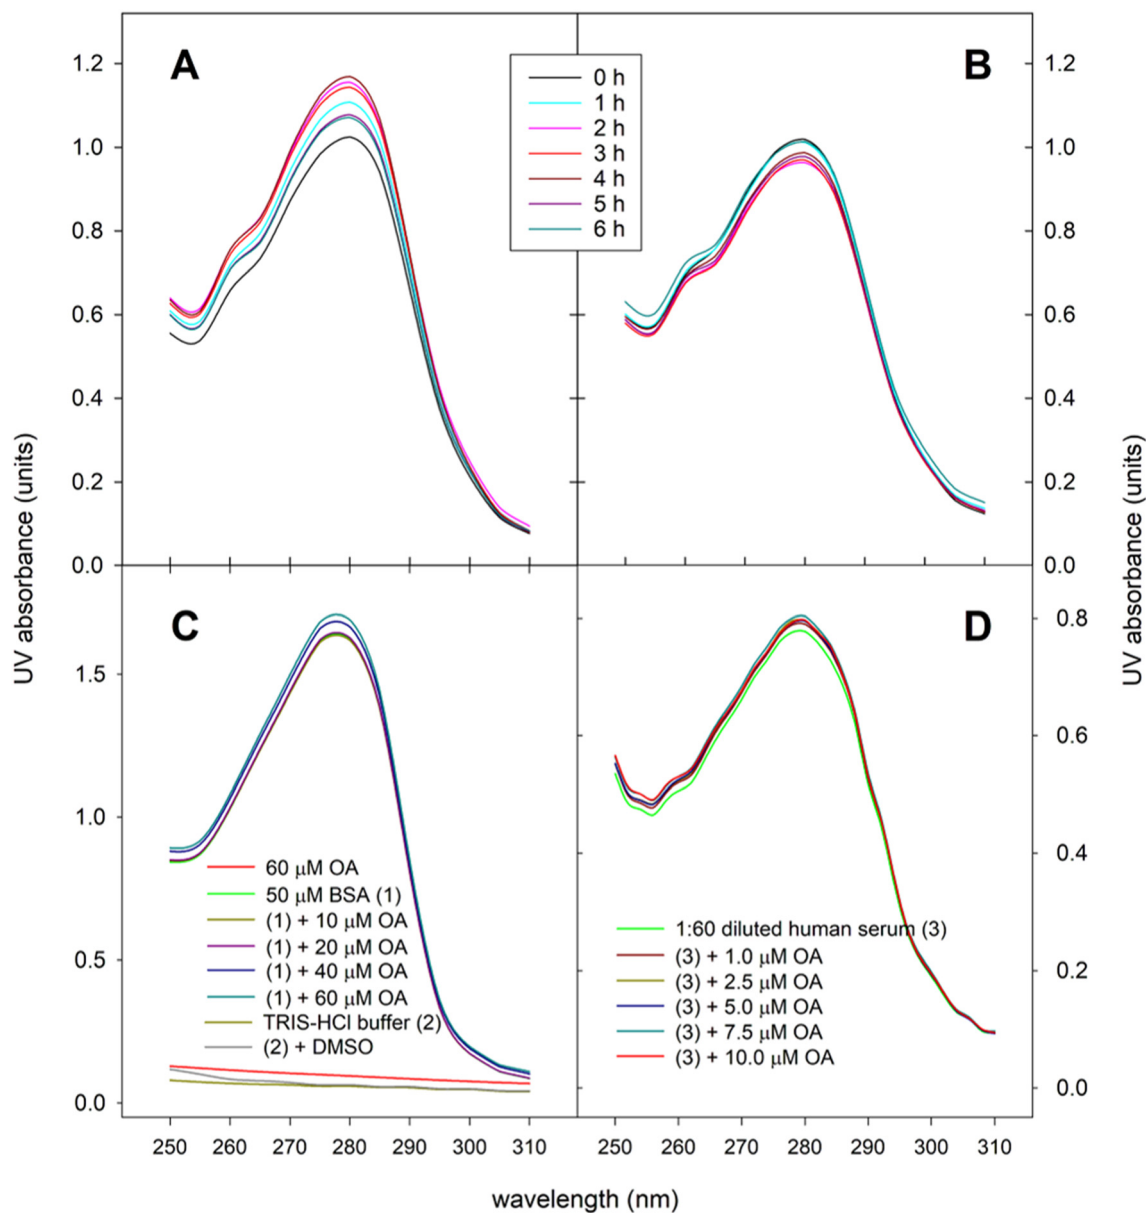 A
B
0 h
1 h
2 h
3 h
4 h
5 h
6 h
1.2
1.0
0.8
0.6
0.4
0.2
0.0
1.2
1.0
0.8
0.6
0.4
0.2
0.0
UV absorbance (units)
UV absorbance (units)
C
D
1.5
1.0
0.5
0.0
60 μM OA
50 μM BSA (1)
(1) + 10 μM OA
(1) + 20 μM OA
(1) + 40 μM OA
(1) + 60 μM OA
TRIS-HCl buffer (2)
(2) + DMSO
1:60 diluted human serum (3)
(3) + 1.0 μM OA
(3) + 2.5 μM OA
(3) + 5.0 μM OA
(3) + 7.5 μM OA
(3) + 10.0 μM OA
0.8
0.6
0.4
0.2
0.0
250 260 270 280 290 300 310
250 260 270 280 290 300 310
wavelength (nm)